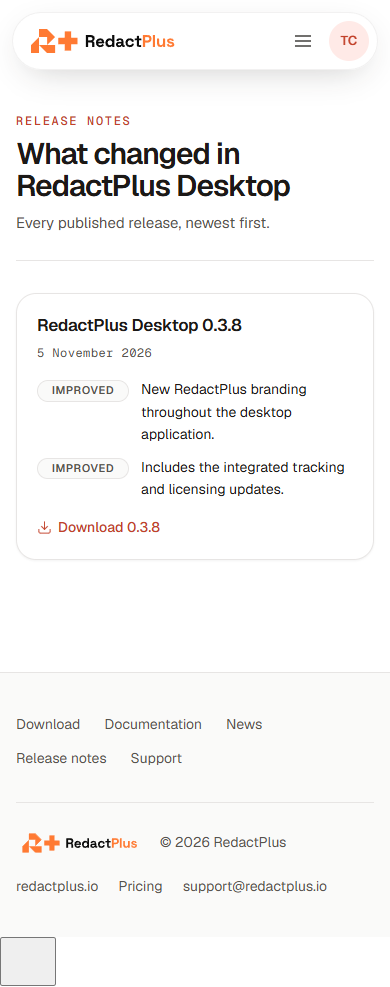 RedactPlus
TC
RELEASE NOTES
What changed in
RedactPlus Desktop
Every published release, newest first.
RedactPlus Desktop 0.3.8
5 November 2026
IMPROVED New RedactPlus branding
throughout the desktop
application.
IMPROVED Includes the integrated tracking
and licensing updates.
Download 0.3.8
Download Documentation News
Release notes Support
RedactPlus © 2026 RedactPlus
redactplus.io Pricing support@redactplus.io